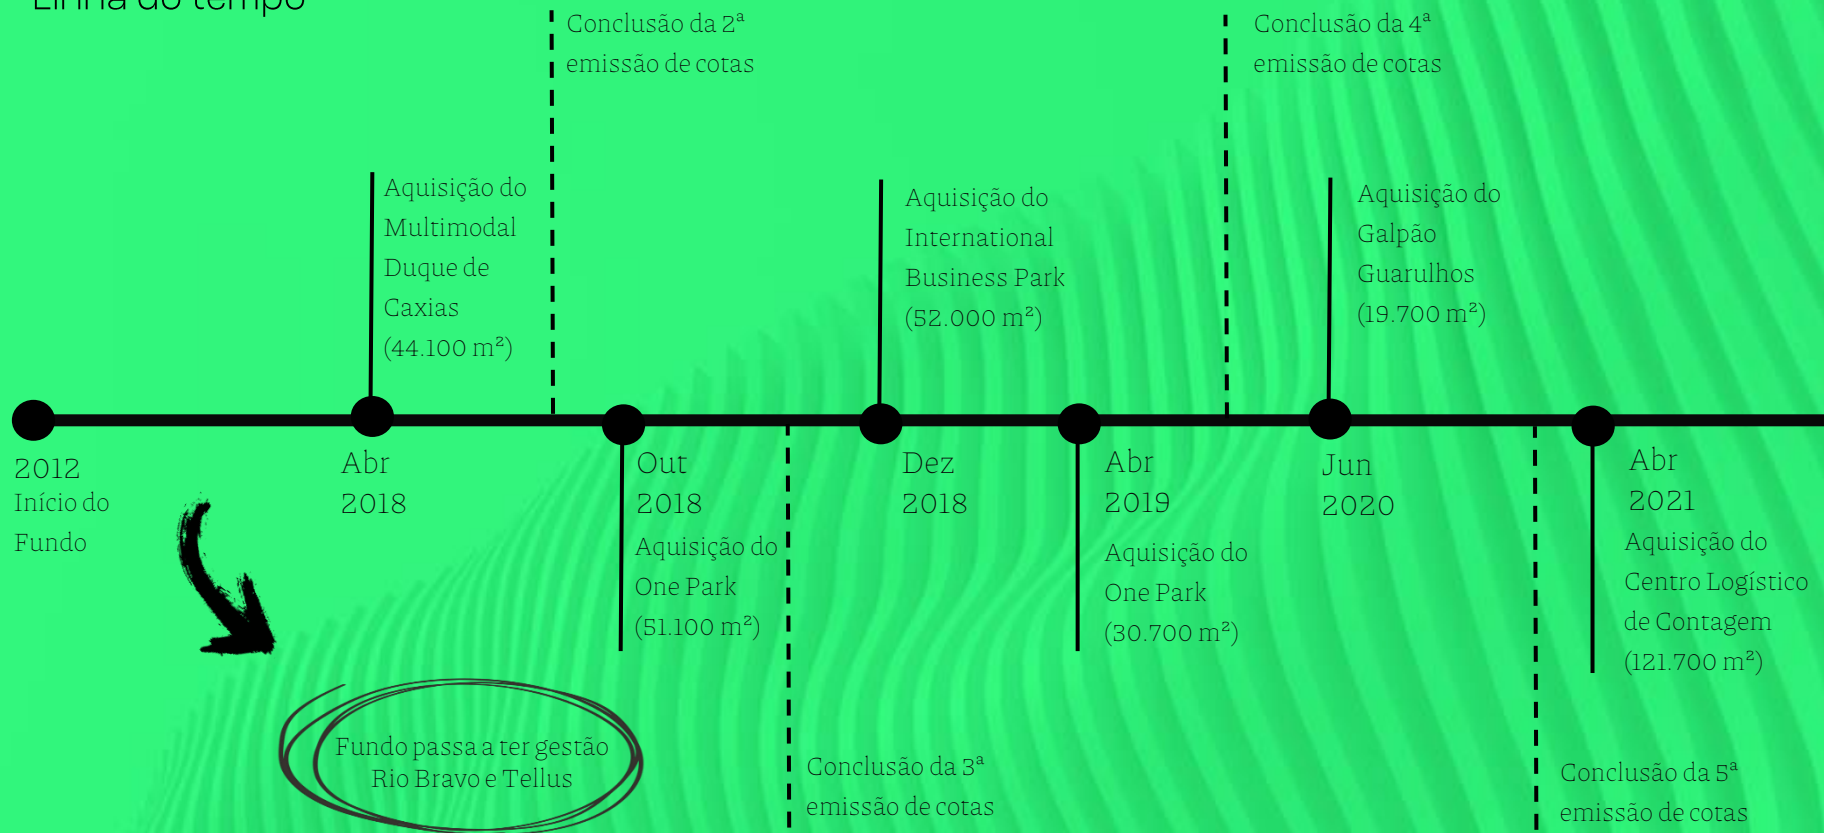 Linha do tempo
Conclusão da 2ª
emissão de cotas
Conclusão da 4ª
emissão de cotas
Aquisição do
Multimodal
Duque de
Caxias
(44.100 m²)
Aquisição do
International
Business Park
(52.000 m²)
Aquisição do
Galpão
Guarulhos
(19.700 m²)
2012
Início do
Fundo
Abr
2018
Out
2018
Aquisição do
One Park
(51.100 m²)
Dez
2018
Abr
2019
Aquisição do
One Park
(30.700 m²)
Jun
2020
Abr
2021
Aquisição do
Centro Logístico
de Contagem
(121.700 m²)
Fundo passa a ter gestão
Rio Bravo e Tellus
Conclusão da 3ª
emissão de cotas
Conclusão da 5ª
emissão de cotas